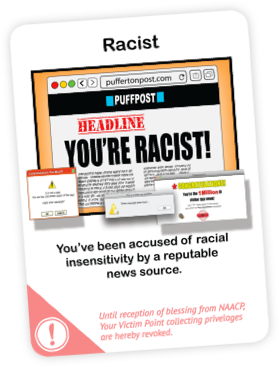 Racist
puffertonpost.com
PUFFPOST
HEADLINE
YOU'RE RACIST!
You've been accused of racial
insensitivity by a reputable
news source.
Until reception of blessing from NAACP,
Your Victim Point collecting privelages
are hereby revoked.